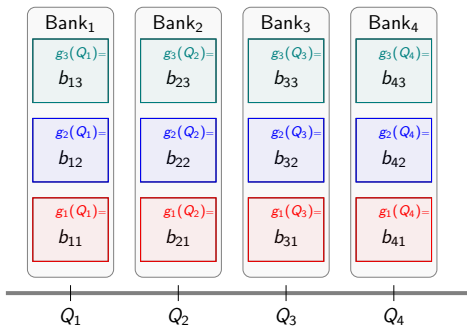 Bank₁ Bank₂ Bank₃ Bank₄
g₃(Q₁)= g₃(Q₂)= g₃(Q₃)= g₃(Q₄)=
b₁₃ b₂₃ b₃₃ b₄₃
g₂(Q₁)= g₂(Q₂)= g₂(Q₃)= g₂(Q₄)=
b₁₂ b₂₂ b₃₂ b₄₂
g₁(Q₁)= g₁(Q₂)= g₁(Q₃)= g₁(Q₄)=
b₁₁ b₂₁ b₃₁ b₄₁
Q₁ Q₂ Q₃ Q₄